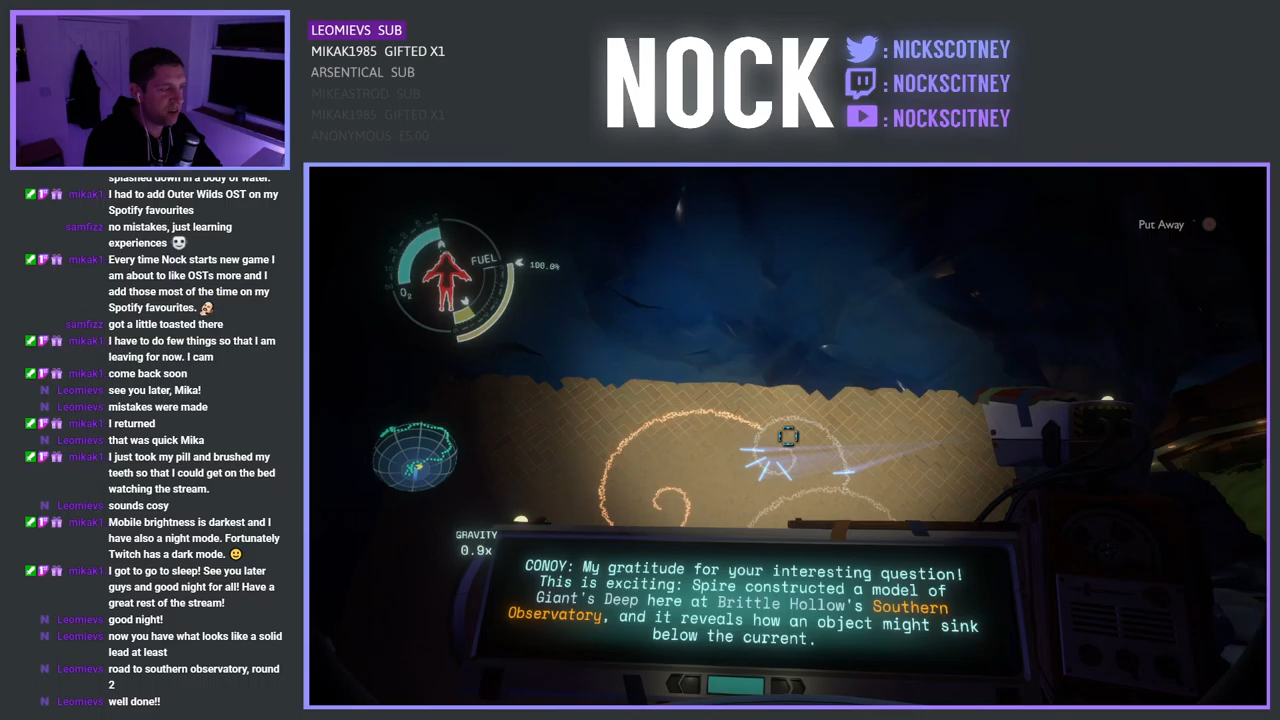 LEOMIEVS SUB
MIKAK1985 GIFTED X1
ARSENTICAL SUB
MIKEASTROD SUB
MIKAK1985 GIFTED X1
ANONYMOUS £5.00
NOCK
: NICKSCOTNEY
: NOCKSCITNEY
: NOCKSCITNEY
splashed down in a body of water.
mikak1 I had to add Outer Wilds OST on my
Spotify favourites
samfizz no mistakes, just learning
experiences
mikak1 Every time Nock starts new game I
am about to like OSTs more and I
add those most of the time on my
Spotify favourites.
samfizz got a little toasted there
mikak1 I have to do few things so that I am
leaving for now. I cam
mikak1 come back soon
Leomievs see you later, Mika!
Leomievs mistakes were made
mikak1 I returned
Leomievs that was quick Mika
mikak1 I just took my pill and brushed my
teeth so that I could get on the bed
watching the stream.
Leomievs sounds cosy
mikak1 Mobile brightness is darkest and I
have also a night mode. Fortunately
Twitch has a dark mode.
mikak1 I got to go to sleep! See you later
guys and good night for all! Have a
great rest of the stream!
Leomievs good night!
Leomievs now you have what looks like a solid
lead at least
Leomievs road to southern observatory, round
2
Leomievs well done!!
Put Away
FUEL
100.0%
O2
GRAVITY
0.9x
CONOY: My gratitude for your interesting question!
This is exciting: Spire constructed a model of
Giant's Deep here at Brittle Hollow's Southern
Observatory, and it reveals how an object might sink
below the current.